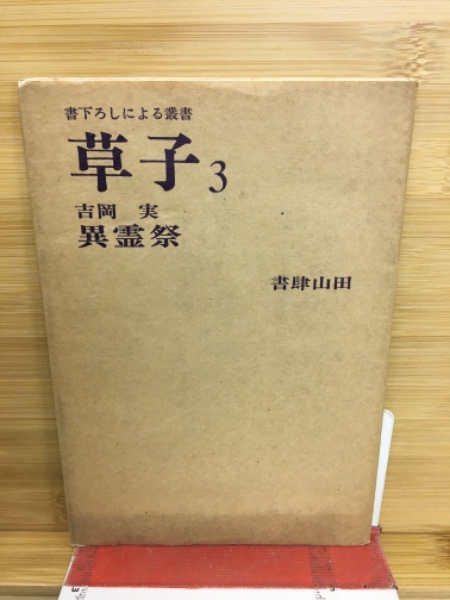 書下ろしによる叢書
草子3
吉岡 実
異霊祭
書肆山田